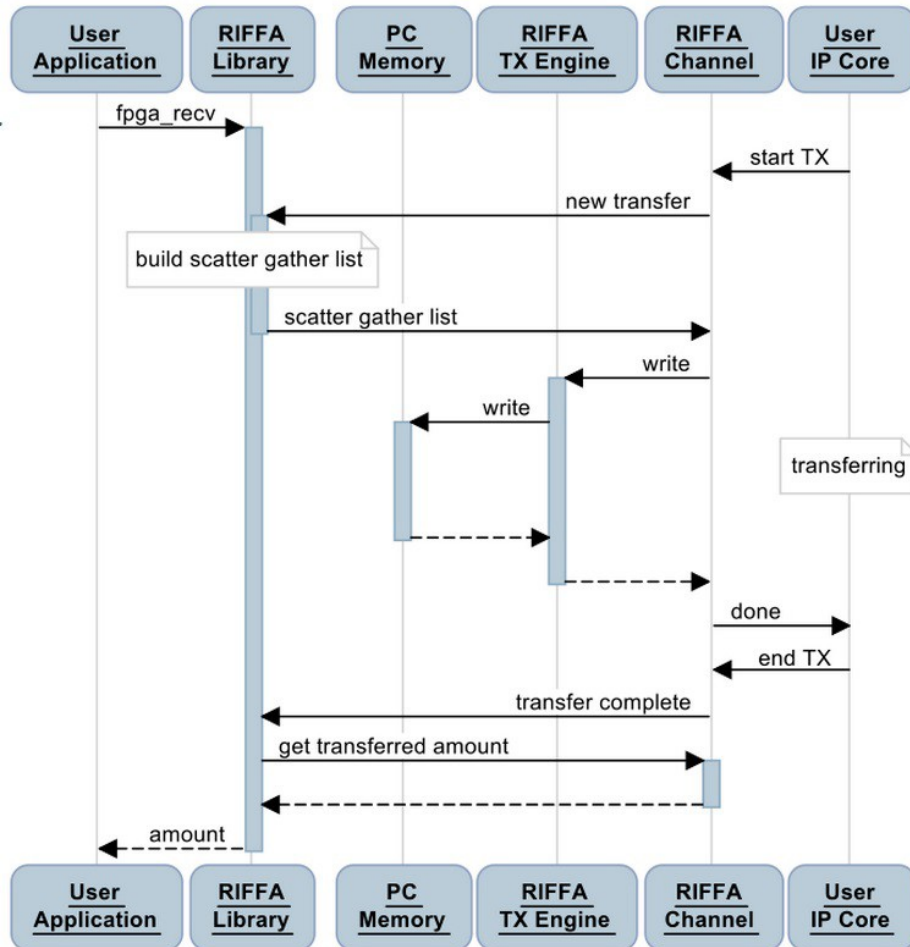 User RIFFA PC RIFFA RIFFA User
Application Library Memory TX Engine Channel IP Core
fpga_recv
start TX
new transfer
build scatter gather list
scatter gather list
write
write
transferring
done
end TX
transfer complete
get transferred amount
amount
User RIFFA PC RIFFA RIFFA User
Application Library Memory TX Engine Channel IP Core